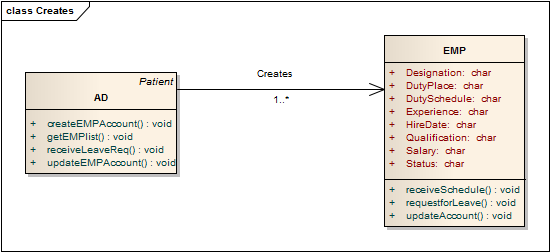 class Creates
Patient
AD
+ createEMPAccount() : void
+ getEMPlist() : void
+ receiveLeaveReq() : void
+ updateEMPAccount() : void
Creates
1..*
EMP
+ Designation: char
+ DutyPlace: char
+ DutySchedule: char
+ Experience: char
+ HireDate: char
+ Qualification: char
+ Salary: char
+ Status: char
+ receiveSchedule() : void
+ requestforLeave() : void
+ updateAccount() : void